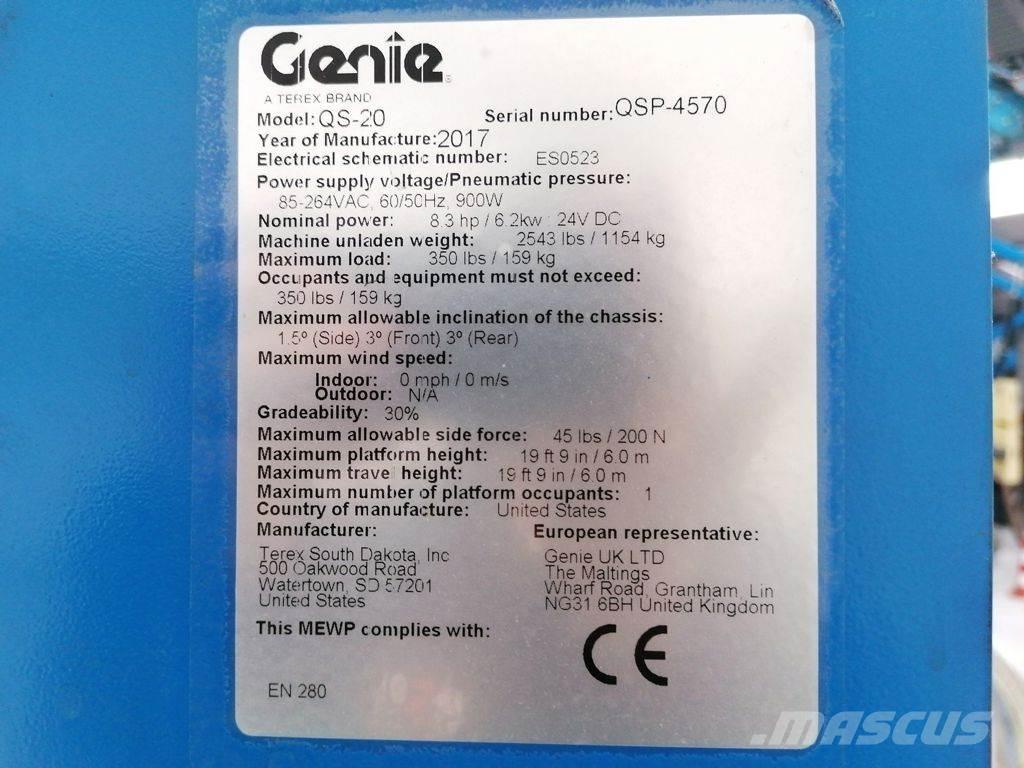 Genie
A TEREX BRAND
Model: QS-20 Serial number: QSP-4570
Year of Manufacture: 2017
Electrical schematic number: ES0523
Power supply voltage/Pneumatic pressure:
85-264VAC, 60/50Hz, 900W
Nominal power: 8.3 hp / 6.2kw 24V DC
Machine unladen weight: 2543 lbs / 1154 kg
Maximum load: 350 lbs / 159 kg
Occupants and equipment must not exceed:
350 lbs / 159 kg
Maximum allowable inclination of the chassis:
1.5º (Side) 3º (Front) 3º (Rear)
Maximum wind speed:
Indoor: 0 mph / 0 m/s
Outdoor: N/A
Gradeability: 30%
Maximum allowable side force: 45 lbs / 200 N
Maximum platform height: 19 ft 9 in / 6.0 m
Maximum travel height: 19 ft 9 in / 6.0 m
Maximum number of platform occupants: 1
Country of manufacture: United States
Manufacturer:
Terex South Dakota, Inc
500 Oakwood Road
Watertown, SD 57201
United States
European representative:
Genie UK LTD
The Maltings
Wharf Road, Grantham, Lin
NG31 6BH United Kingdom
This MEWP complies with:
CE
EN 280
MASCUS